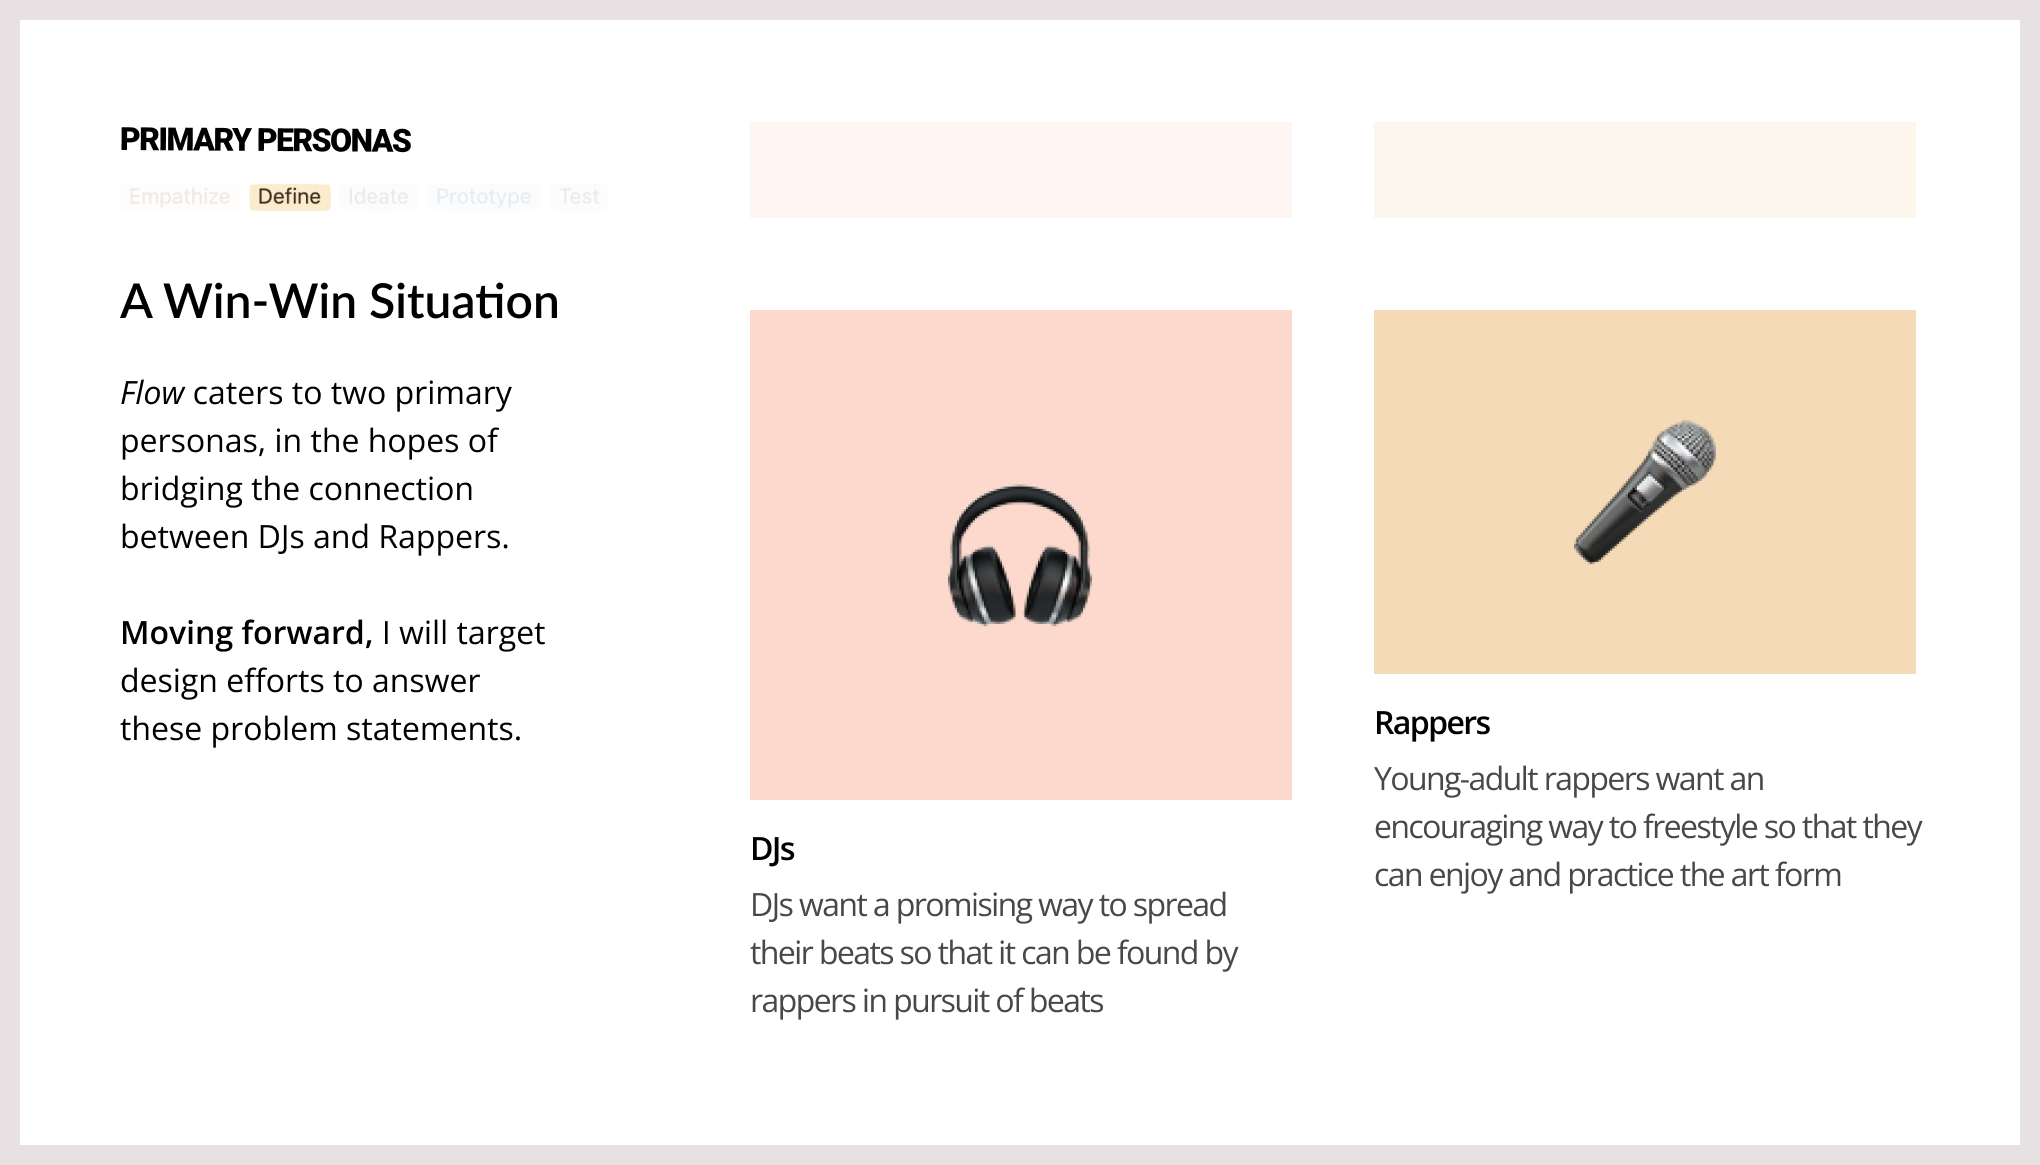 PRIMARY PERSONAS
Empathize Define Ideate Prototype Test
A Win-Win Situation
Flow caters to two primary
personas, in the hopes of
bridging the connection
between DJs and Rappers.
Moving forward, I will target
design efforts to answer
these problem statements.
DJs
DJs want a promising way to spread
their beats so that it can be found by
rappers in pursuit of beats
Rappers
Young-adult rappers want an
encouraging way to freestyle so that they
can enjoy and practice the art form